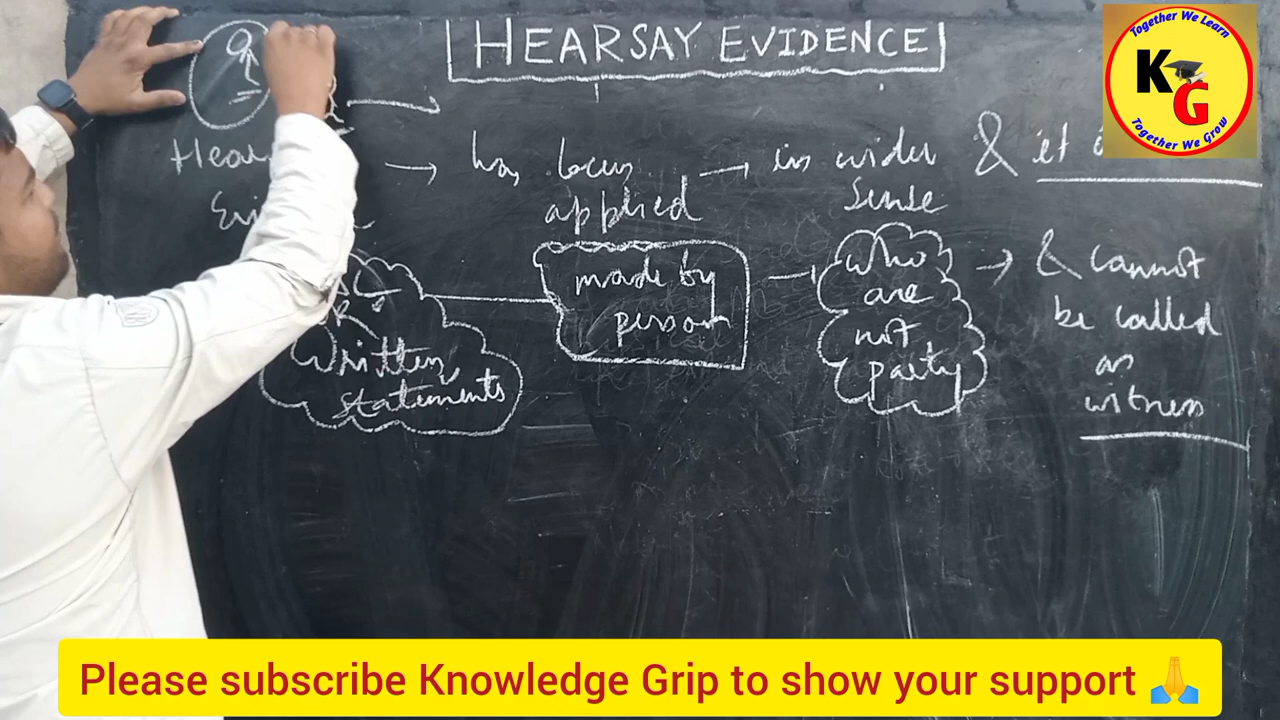 HEARSAY EVIDENCE
Together We Learn
KG
Together We Grow
→ has been → in wider & it
applied Sense
made by who → & cannot
person are be called
Written not as
statements party witness
Please subscribe Knowledge Grip to show your support 🙏